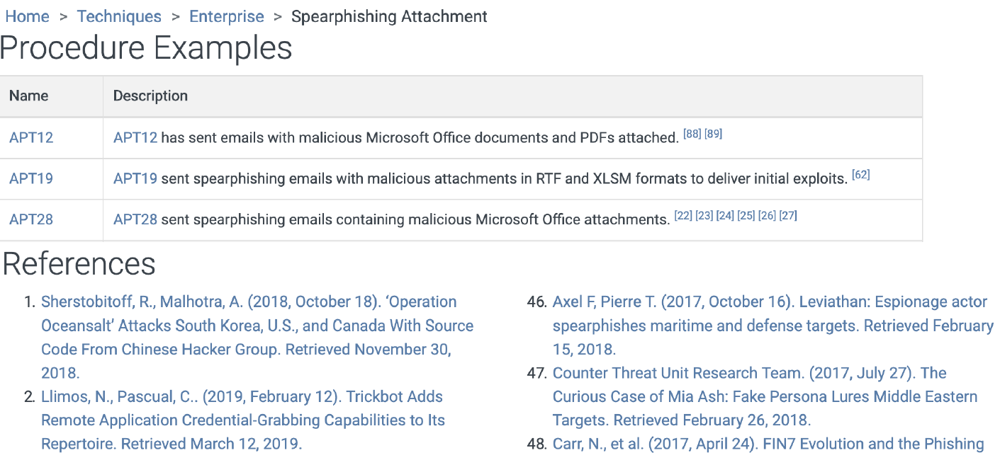 Home > Techniques > Enterprise > Spearphishing Attachment
Procedure Examples
Name Description
APT12 APT12 has sent emails with malicious Microsoft Office documents and PDFs attached. [88] [89]
APT19 APT19 sent spearphishing emails with malicious attachments in RTF and XLSM formats to deliver initial exploits. [62]
APT28 APT28 sent spearphishing emails containing malicious Microsoft Office attachments. [22] [23] [24] [25] [26] [27]
References
1. Sherstobitoff, R., Malhotra, A. (2018, October 18). ‘Operation
Oceansalt’ Attacks South Korea, U.S., and Canada With Source
Code From Chinese Hacker Group. Retrieved November 30,
2018.
2. Llimos, N., Pascual, C.. (2019, February 12). Trickbot Adds
Remote Application Credential-Grabbing Capabilities to Its
Repertoire. Retrieved March 12, 2019.
46. Axel F, Pierre T. (2017, October 16). Leviathan: Espionage actor
spearphishes maritime and defense targets. Retrieved February
15, 2018.
47. Counter Threat Unit Research Team. (2017, July 27). The
Curious Case of Mia Ash: Fake Persona Lures Middle Eastern
Targets. Retrieved February 26, 2018.
48. Carr, N., et al. (2017, April 24). FIN7 Evolution and the Phishing